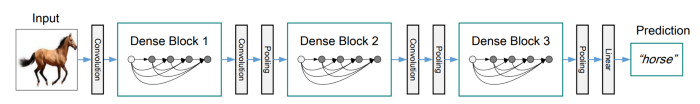 Input
Prediction
Convolution
Dense Block 1
Convolution
Pooling
Dense Block 2
Convolution
Pooling
Dense Block 3
Pooling
Linear
“horse”